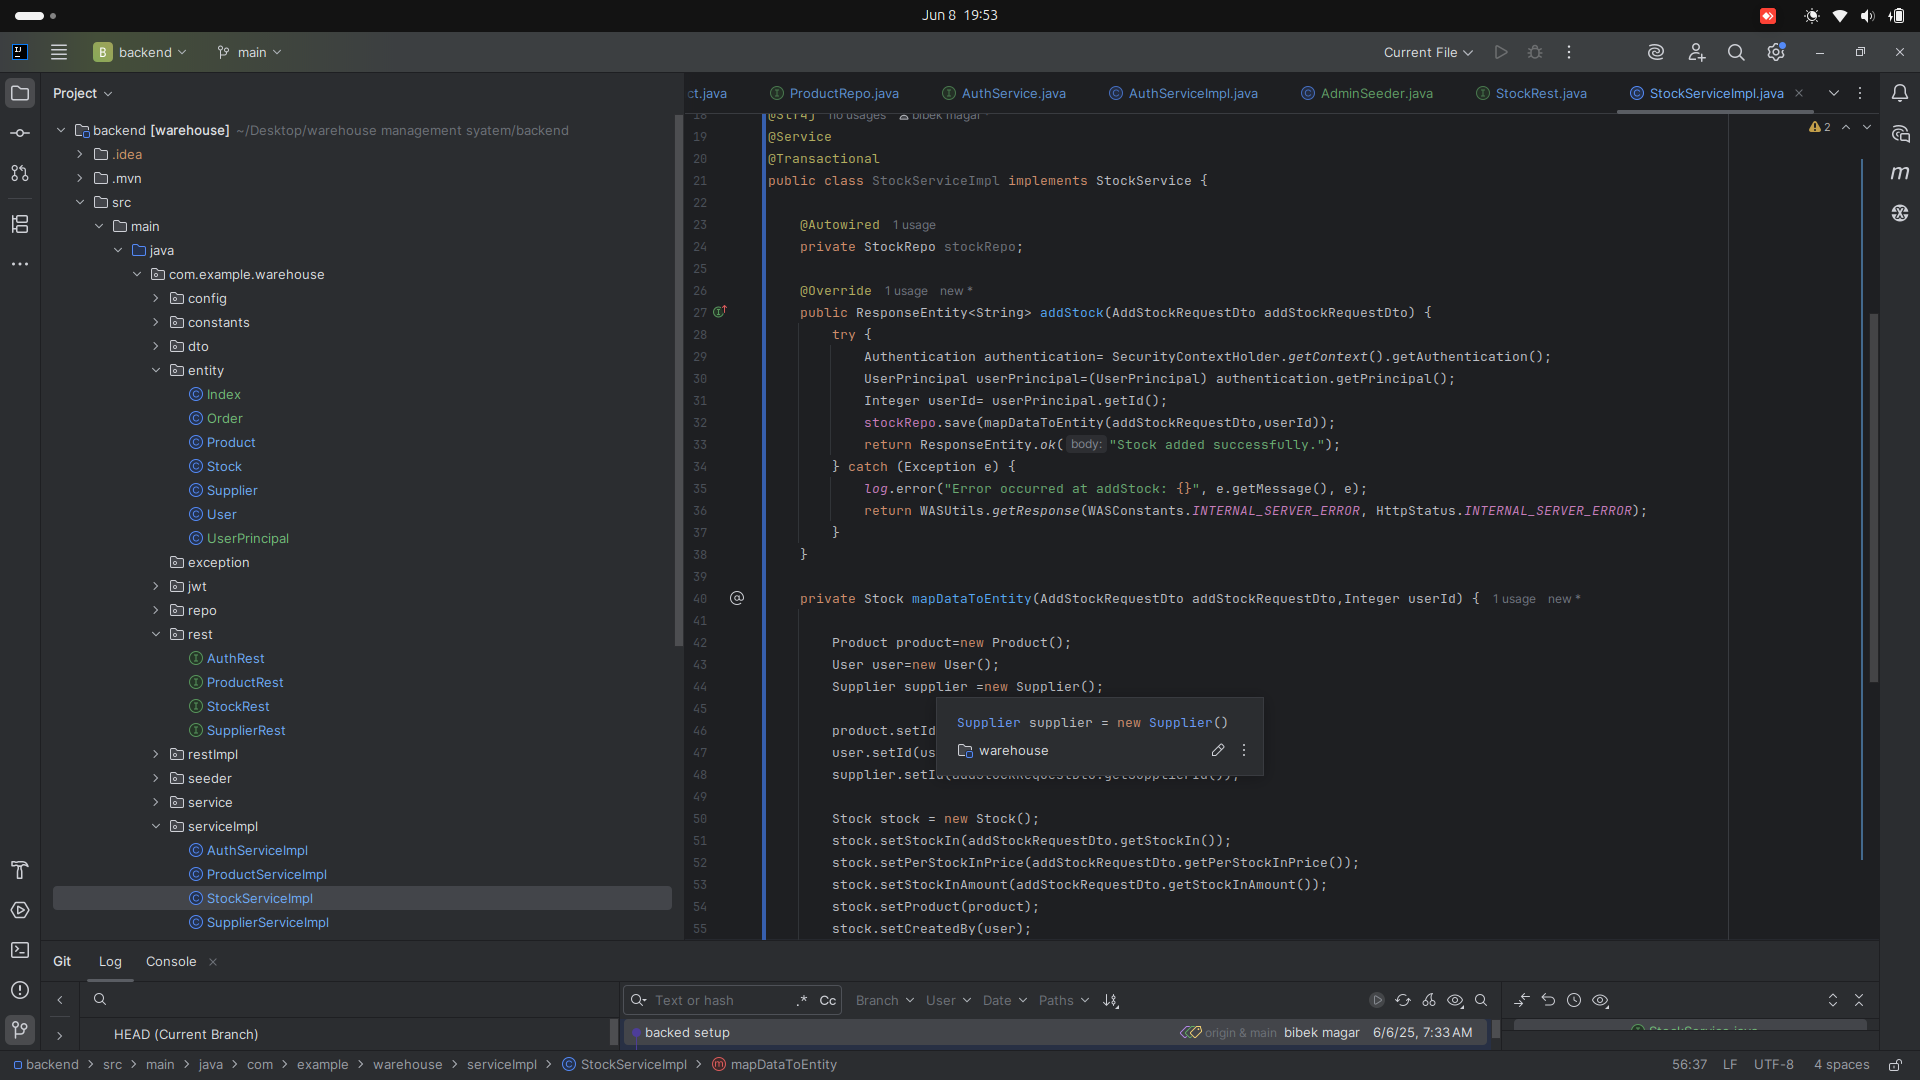 Jun 8 19:53
B backend main Current File
Project
ct.java ProductRepo.java AuthService.java AuthServiceImpl.java AdminSeeder.java StockRest.java StockServiceImpl.java
backend [warehouse] ~/Desktop/warehouse management syatem/backend
.idea
.mvn
src
main
java
com.example.warehouse
config
constants
dto
entity
Index
Order
Product
Stock
Supplier
User
UserPrincipal
exception
jwt
repo
rest
AuthRest
ProductRest
StockRest
SupplierRest
restImpl
seeder
service
serviceImpl
AuthServiceImpl
ProductServiceImpl
StockServiceImpl
SupplierServiceImpl
2
18 @Slf4j no usages bibek magar *
19 @Service
20 @Transactional
21 public class StockServiceImpl implements StockService {
22
23 @Autowired 1 usage
24 private StockRepo stockRepo;
25
26 @Override 1 usage new *
27 public ResponseEntity<String> addStock(AddStockRequestDto addStockRequestDto) {
28 try {
29 Authentication authentication= SecurityContextHolder.getContext().getAuthentication();
30 UserPrincipal userPrincipal=(UserPrincipal) authentication.getPrincipal();
31 Integer userId= userPrincipal.getId();
32 stockRepo.save(mapDataToEntity(addStockRequestDto,userId));
33 return ResponseEntity.ok( body: "Stock added successfully.");
34 } catch (Exception e) {
35 log.error("Error occurred at addStock: {}", e.getMessage(), e);
36 return WASUtils.getResponse(WASConstants.INTERNAL_SERVER_ERROR, HttpStatus.INTERNAL_SERVER_ERROR);
37 }
38 }
39
40 private Stock mapDataToEntity(AddStockRequestDto addStockRequestDto,Integer userId) { 1 usage new *
41
42 Product product=new Product();
43 User user=new User();
44 Supplier supplier =new Supplier();
45
46 product.setId
47 user.setId(us
48 supplier.setId(addStockRequestDto.getSupplierId());
49
50 Stock stock = new Stock();
51 stock.setStockIn(addStockRequestDto.getStockIn());
52 stock.setPerStockInPrice(addStockRequestDto.getPerStockInPrice());
53 stock.setStockInAmount(addStockRequestDto.getStockInAmount());
54 stock.setProduct(product);
55 stock.setCreatedBy(user);
Supplier supplier = new Supplier()
warehouse
Git Log Console
Text or hash .* Cc Branch User Date Paths
HEAD (Current Branch)
backed setup origin & main bibek magar 6/6/25, 7:33 AM
StockService.java
backend > src > main > java > com > example > warehouse > serviceImpl > StockServiceImpl > mapDataToEntity 56:37 LF UTF-8 4 spaces